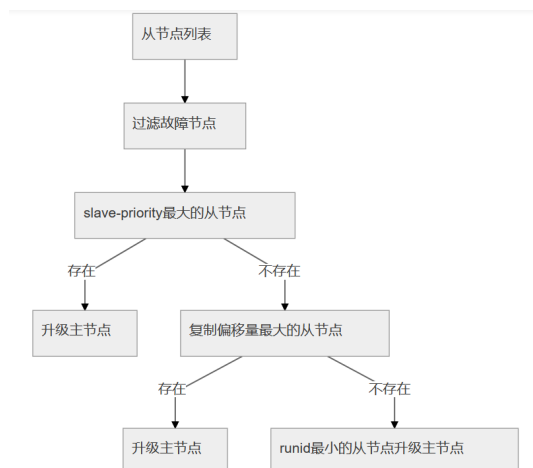 从节点列表
过滤故障节点
slave-priority最大的从节点
存在
不存在
升级主节点
复制偏移量最大的从节点
存在
不存在
升级主节点
runid最小的从节点升级主节点